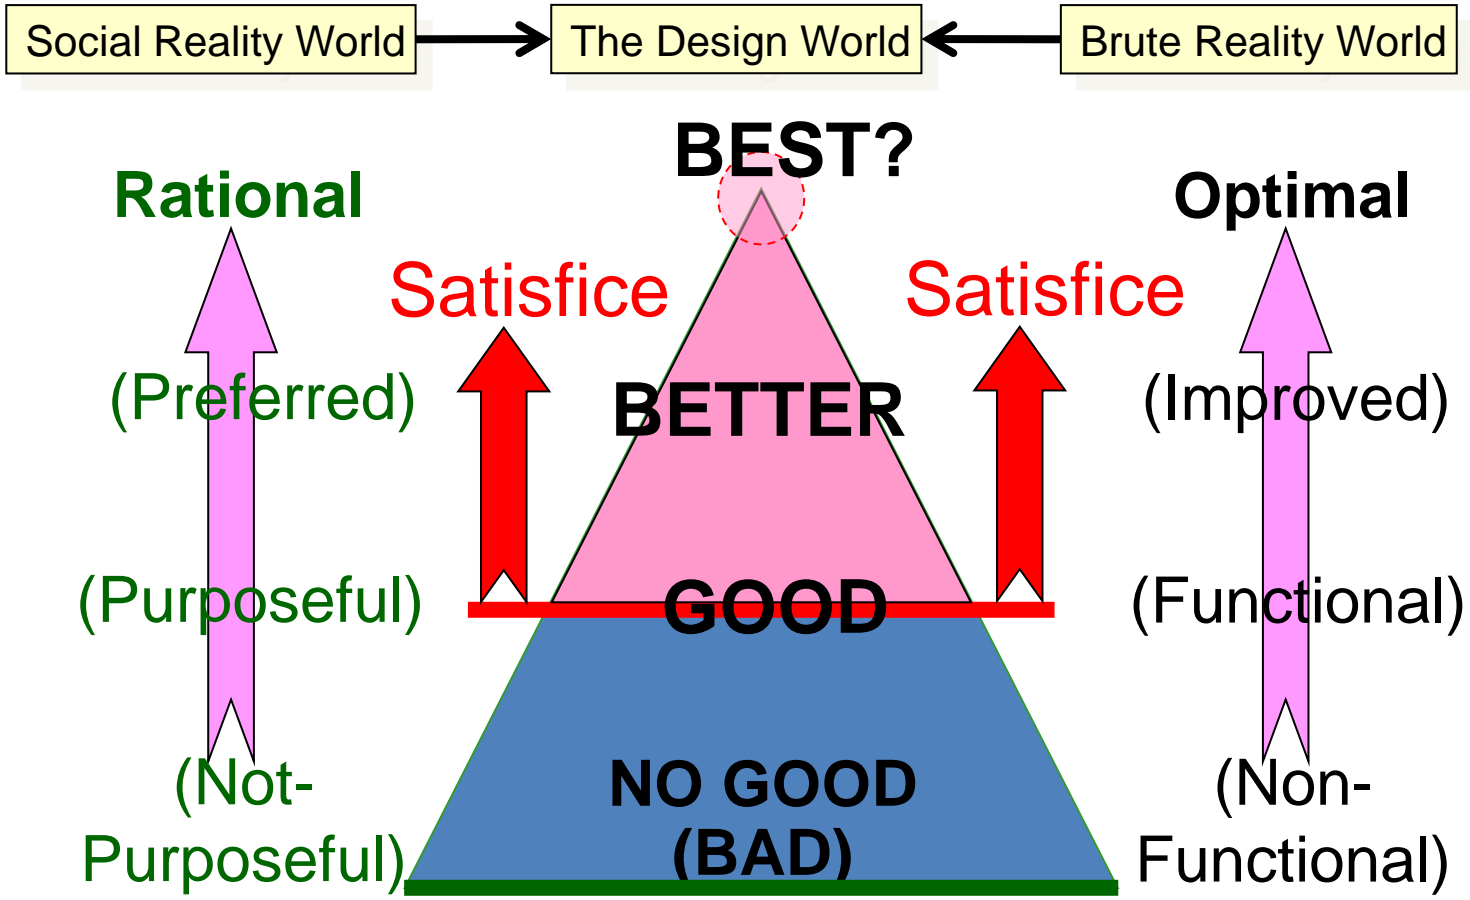 Social Reality World
The Design World
Brute Reality World
BEST?
Rational
Optimal
Satisfice
Satisfice
(Preferred)
BETTER
(Improved)
(Purposeful)
GOOD
(Functional)
(Not-
Purposeful)
NO GOOD
(BAD)
(Non-
Functional)